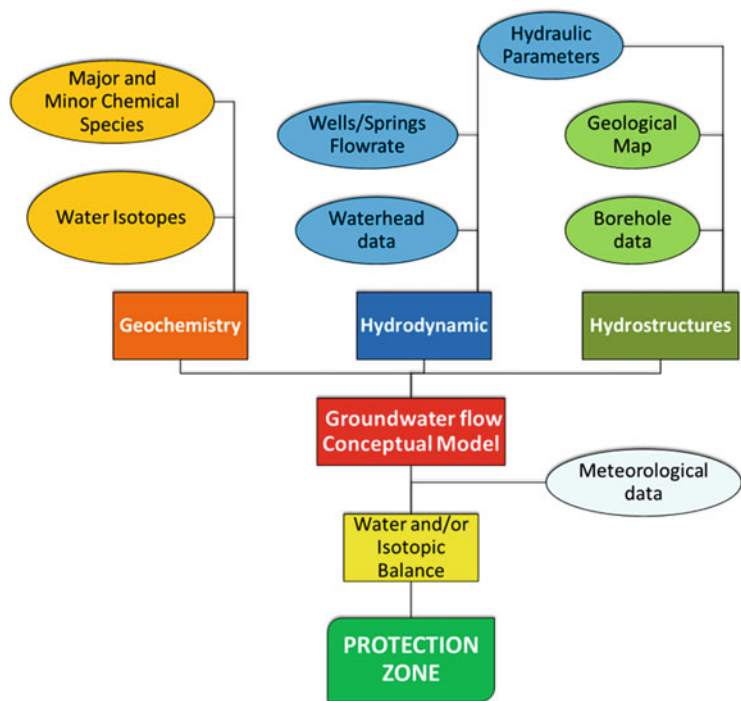 Hydraulic
Parameters
Major and
Minor Chemical
Species
Wells/Springs
Flowrate
Geological
Map
Water Isotopes
Waterhead
data
Borehole
data
Geochemistry
Hydrodynamic
Hydrostructures
Groundwater flow
Conceptual Model
Meteorological
data
Water and/or
Isotopic
Balance
PROTECTION
ZONE